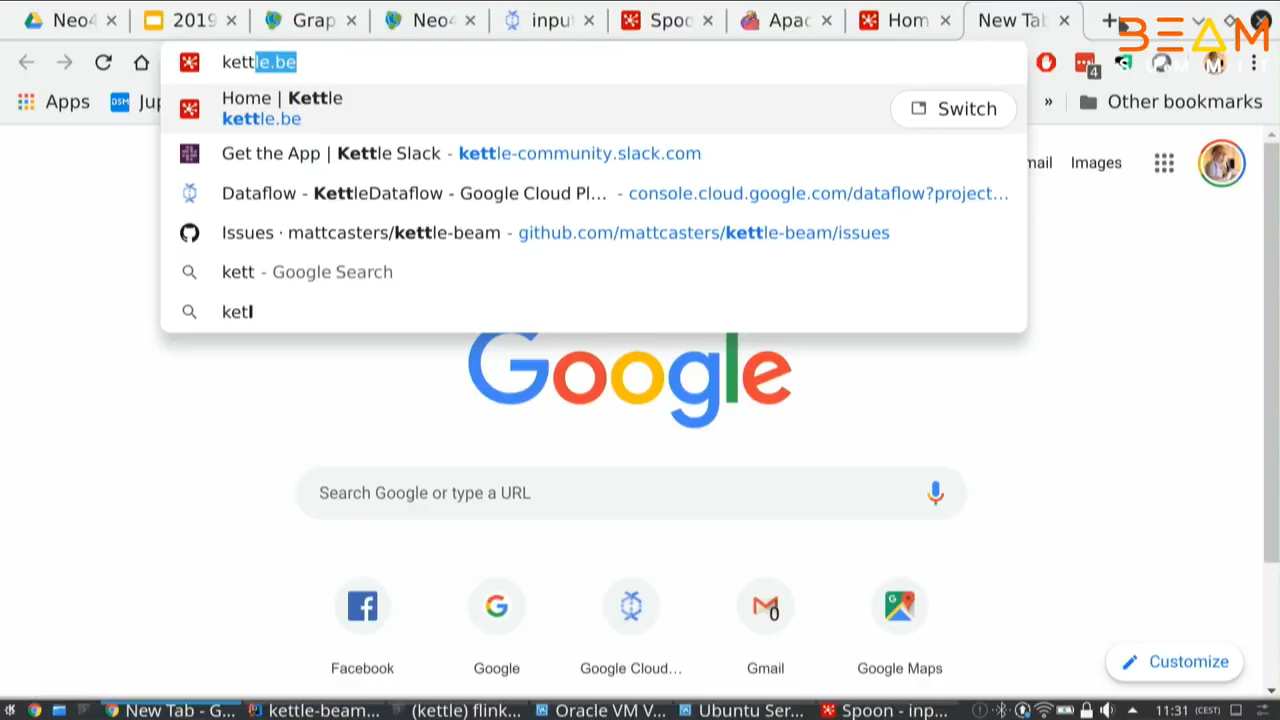 Neo4
2019
Grap
Neo4
input
Spoo
Apac
Hom
New Tab
BEAM
SUMMIT
kettle.be
4
Apps
Jup
»
Other bookmarks
Home | Kettle
kettle.be
Switch
Get the App | Kettle Slack - kettle-community.slack.com
Dataflow - KettleDataflow - Google Cloud Pl... - console.cloud.google.com/dataflow?project...
Issues · mattcasters/kettle-beam - github.com/mattcasters/kettle-beam/issues
kett - Google Search
ketl
mail
Images
Google
Search Google or type a URL
Facebook
Google
Google Cloud...
Gmail
Google Maps
Customize
New Tab - G...
kettle-beam...
(kettle) flink...
Oracle VM V...
Ubuntu Ser...
Spoon - inp...
11:31 (CEST)